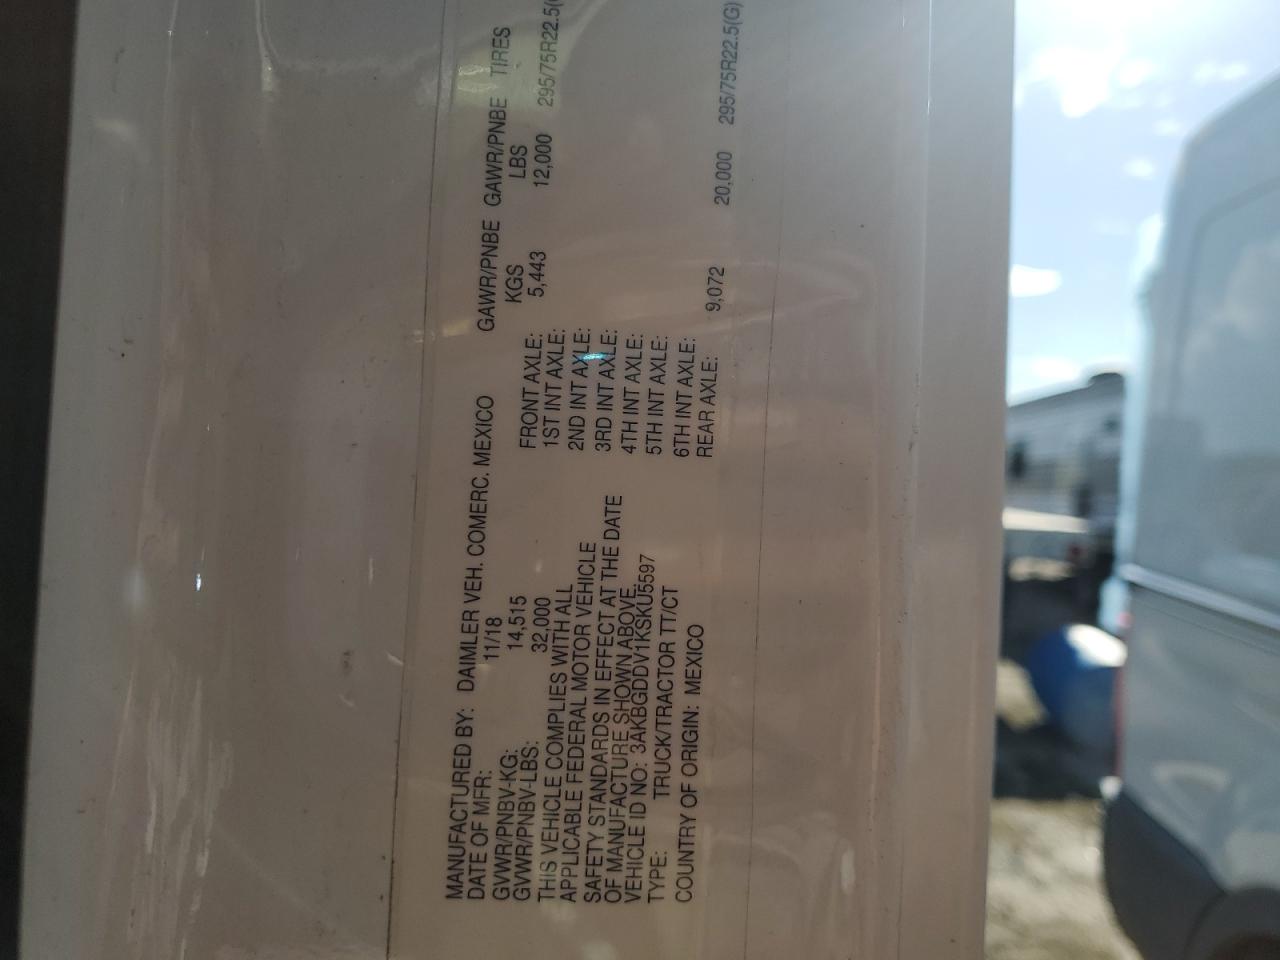 MANUFACTURED BY: DAIMLER VEH. COMERC. MEXICO
DATE OF MFR: 11/18
GVWR/PNBV-KG: 14,515
GVWR/PNBV-LBS: 32,000
THIS VEHICLE COMPLIES WITH ALL
APPLICABLE FEDERAL MOTOR VEHICLE
SAFETY STANDARDS IN EFFECT AT THE DATE
OF MANUFACTURE SHOWN ABOVE.
VEHICLE ID NO: 3AKBGDDV1KSKU5597
TYPE: TRUCK/TRACTOR TT/CT
COUNTRY OF ORIGIN: MEXICO
GAWR/PNBE GAWR/PNBE TIRES
KGS LBS
FRONT AXLE: 5,443 12,000 295/75R22.5(
1ST INT AXLE:
2ND INT AXLE:
3RD INT AXLE:
4TH INT AXLE:
5TH INT AXLE:
6TH INT AXLE:
REAR AXLE: 9,072 20,000 295/75R22.5(G)